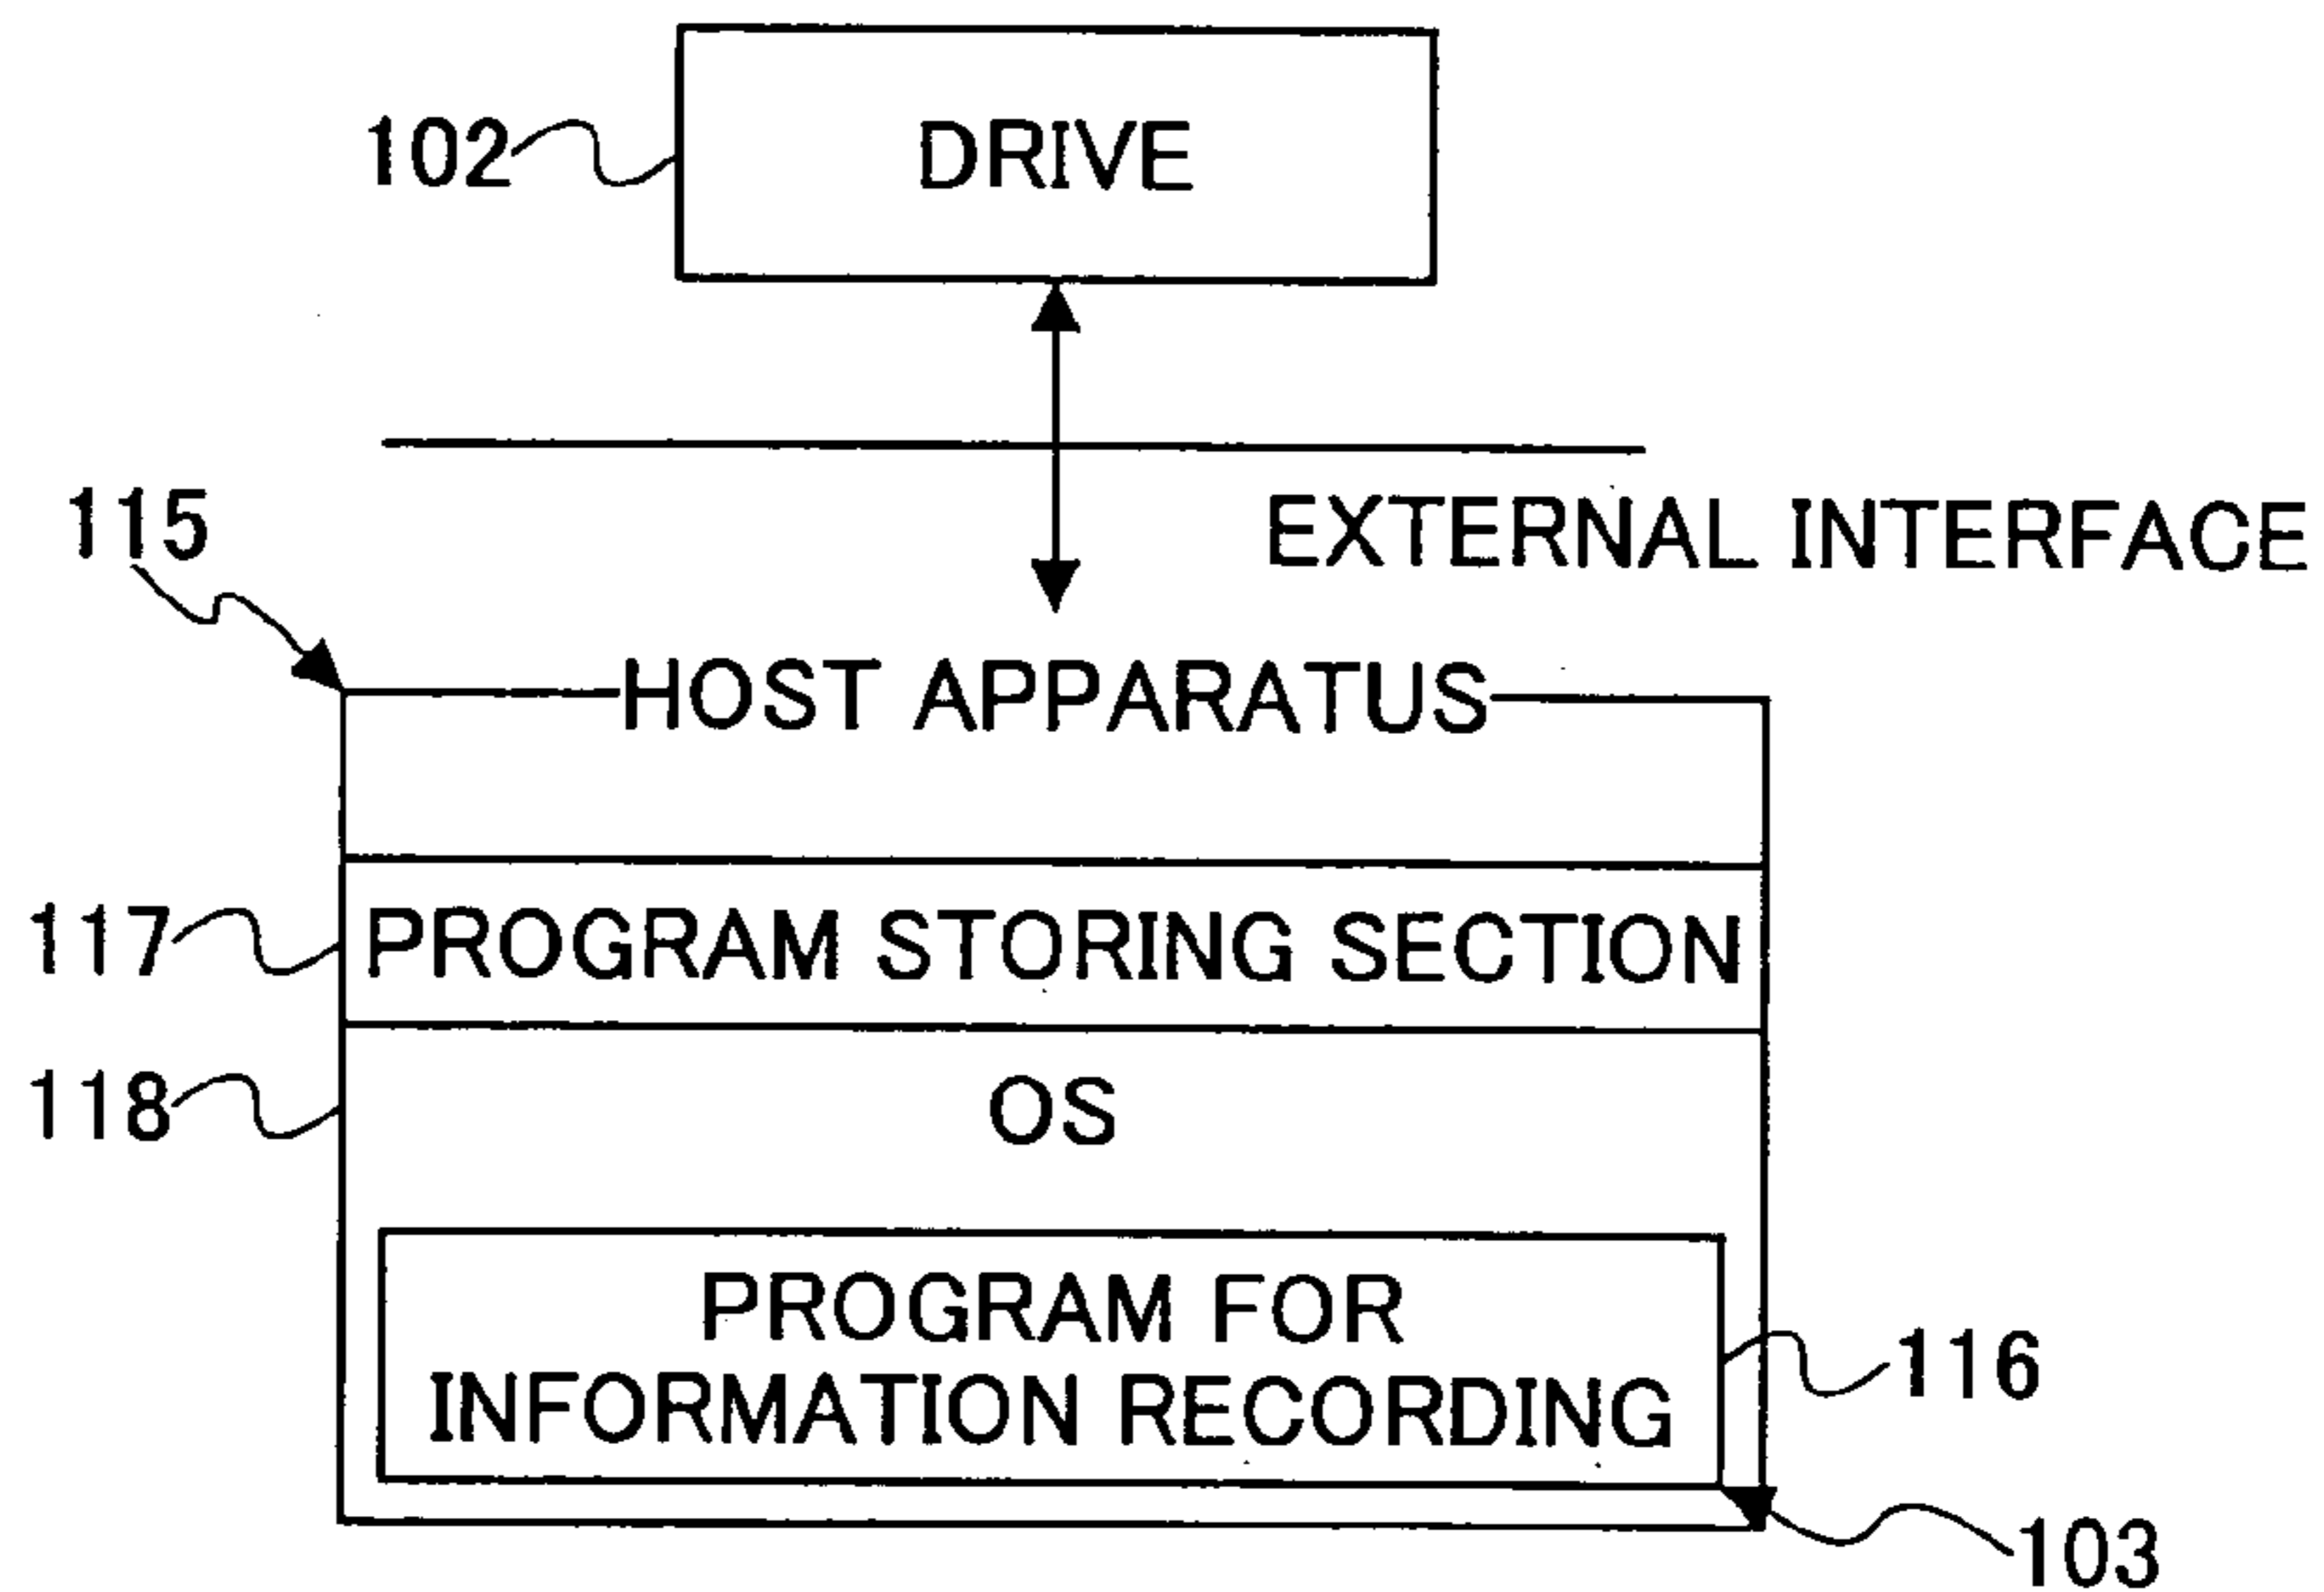 102
DRIVE
115
EXTERNAL INTERFACE
HOST APPARATUS
117
PROGRAM STORING SECTION
118
OS
PROGRAM FOR
INFORMATION RECORDING
116
103